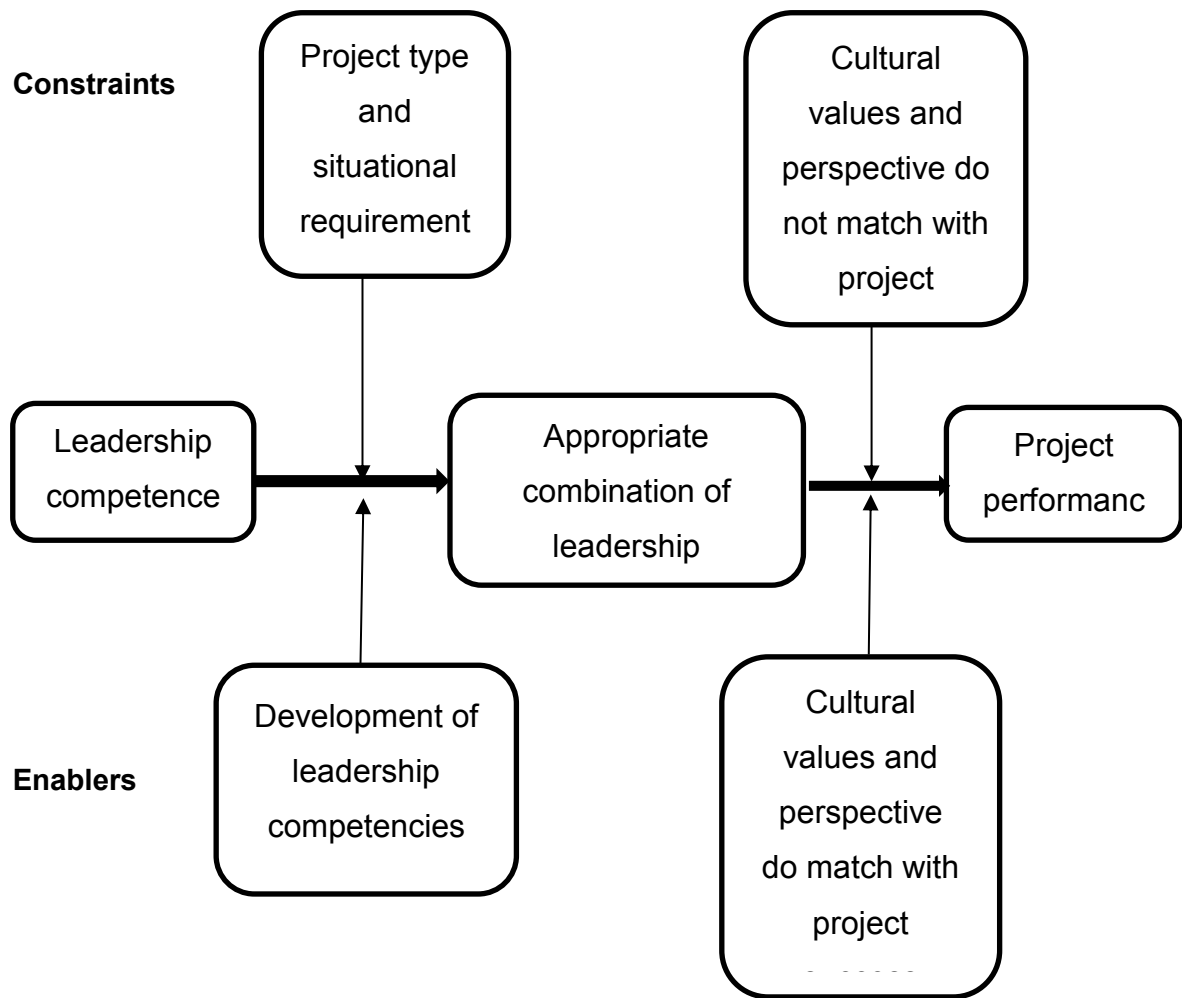 Constraints
Project type
and
situational
requirement
Cultural
values and
perspective do
not match with
project
Leadership
competence
Appropriate
combination of
leadership
Project
performanc
Enablers
Development of
leadership
competencies
Cultural
values and
perspective
do match with
project